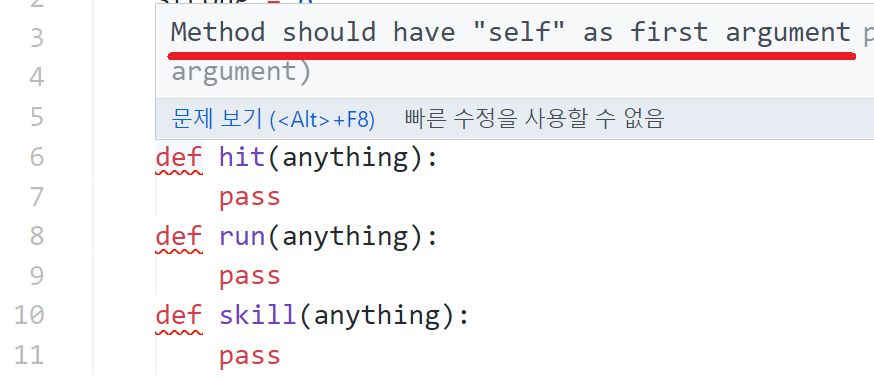 2
3
Method should have "self" as first argument
4
argument)
5
문제 보기 (<Alt>+F8) 빠른 수정을 사용할 수 없음
6 def hit(anything):
7 pass
8 def run(anything):
9 pass
10 def skill(anything):
11 pass